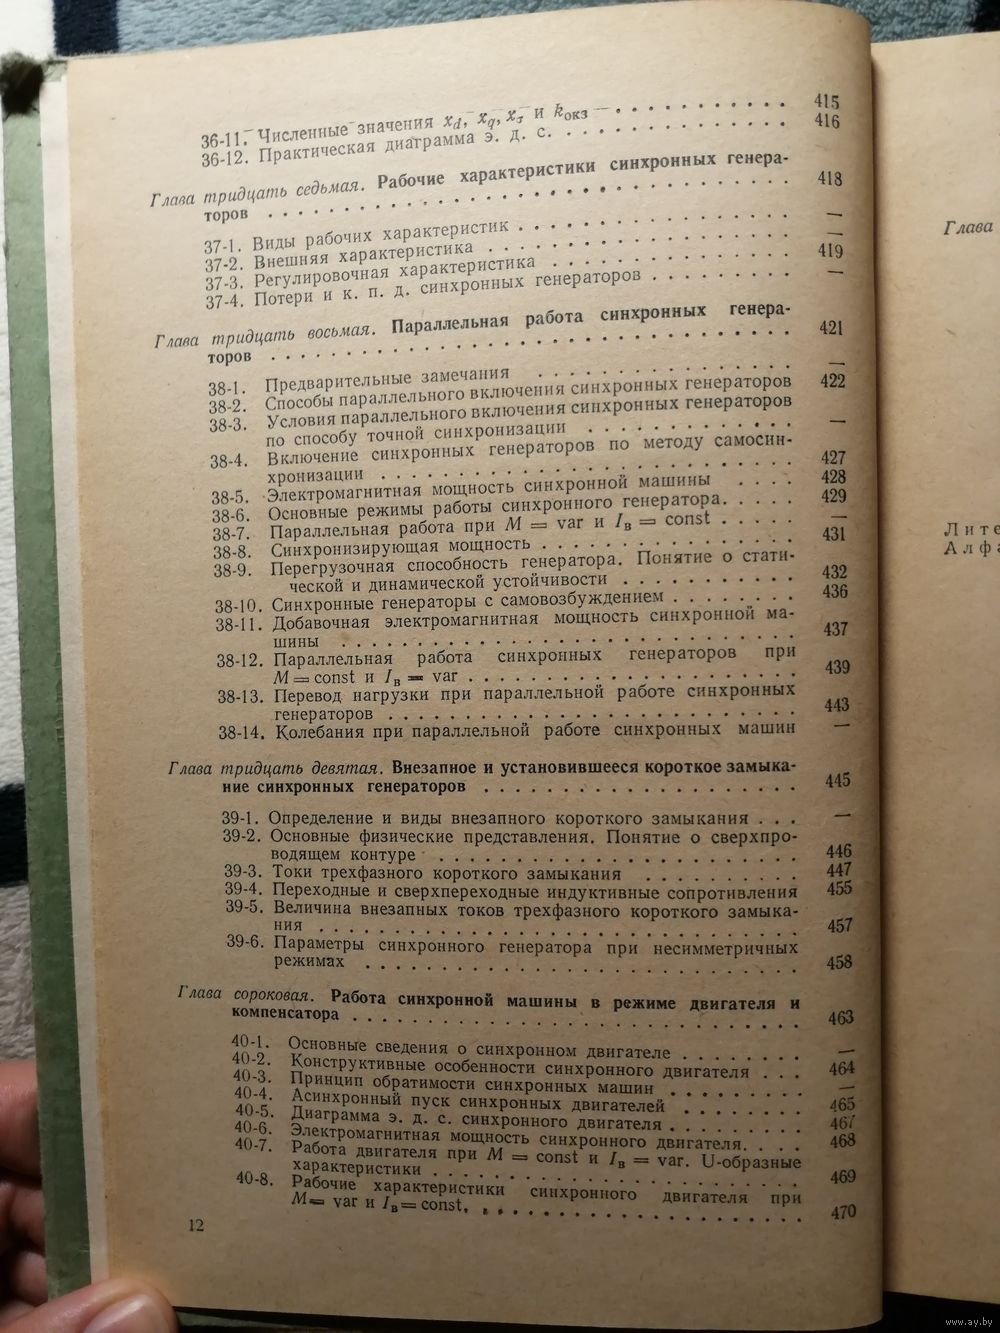 36-11. Численные значения x_d, x_q, x_σ и k_окз . . . . . . . . . . . 415
36-12. Практическая диаграмма э. д. с. . . . . . . . . . . . . 416
Глава тридцать седьмая. Рабочие характеристики синхронных генера-
торов . . . . . . . . . . . . . . . . . . . . . . 418
37-1. Виды рабочих характеристик . . . . . . . . . . . . . —
37-2. Внешняя характеристика . . . . . . . . . . . . . . —
37-3. Регулировочная характеристика . . . . . . . . . . . . 419
37-4. Потери и к. п. д. синхронных генераторов . . . . . . . . —
Глава тридцать восьмая. Параллельная работа синхронных генера-
торов . . . . . . . . . . . . . . . . . . . . . . 421
38-1. Предварительные замечания . . . . . . . . . . . . . —
38-2. Способы параллельного включения синхронных генераторов 422
38-3. Условия параллельного включения синхронных генераторов
по способу точной синхронизации . . . . . . . . . . —
38-4. Включение синхронных генераторов по методу самосин-
хронизации . . . . . . . . . . . . . . . . . . 427
38-5. Электромагнитная мощность синхронной машины . . . . 428
38-6. Основные режимы работы синхронного генератора. . . . . 429
38-7. Параллельная работа при M = var и I_в = const . . . . . —
38-8. Синхронизирующая мощность . . . . . . . . . . . . 431
38-9. Перегрузочная способность генератора. Понятие о стати-
ческой и динамической устойчивости . . . . . . . . . 432
38-10. Синхронные генераторы с самовозбуждением . . . . . . . 436
38-11. Добавочная электромагнитная мощность синхронной ма-
шины . . . . . . . . . . . . . . . . . . . . 437
38-12. Параллельная работа синхронных генераторов при
M = const и I_в = var . . . . . . . . . . . . . . . 439
38-13. Перевод нагрузки при параллельной работе синхронных
генераторов . . . . . . . . . . . . . . . . . . 443
38-14. Колебания при параллельной работе синхронных машин —
Глава тридцать девятая. Внезапное и установившееся короткое замыка-
ние синхронных генераторов . . . . . . . . . . . . . . 445
39-1. Определение и виды внезапного короткого замыкания . . . —
39-2. Основные физические представления. Понятие о сверхпро-
водящем контуре . . . . . . . . . . . . . . . . 446
39-3. Токи трехфазного короткого замыкания . . . . . . . . 447
39-4. Переходные и сверхпереходные индуктивные сопротивления 455
39-5. Величина внезапных токов трехфазного короткого замыка-
ния . . . . . . . . . . . . . . . . . . . . . 457
39-6. Параметры синхронного генератора при несимметричных
режимах . . . . . . . . . . . . . . . . . . . 458
Глава сороковая. Работа синхронной машины в режиме двигателя и
компенсатора . . . . . . . . . . . . . . . . . . . 463
40-1. Основные сведения о синхронном двигателе . . . . . . . —
40-2. Конструктивные особенности синхронного двигателя . . . 464
40-3. Принцип обратимости синхронных машин . . . . . . . . —
40-4. Асинхронный пуск синхронных двигателей . . . . . . . 465
40-5. Диаграмма э. д. с. синхронного двигателя . . . . . . . 467
40-6. Электромагнитная мощность синхронного двигателя. . . . 468
40-7. Работа двигателя при M = const и I_в = var. U-образные
характеристики . . . . . . . . . . . . . . . . . 469
40-8. Рабочие характеристики синхронного двигателя при
M = var и I_в = const. . . . . . . . . . . . . . . . 470
12
Глава
Лите
Алфа
www.ay.by